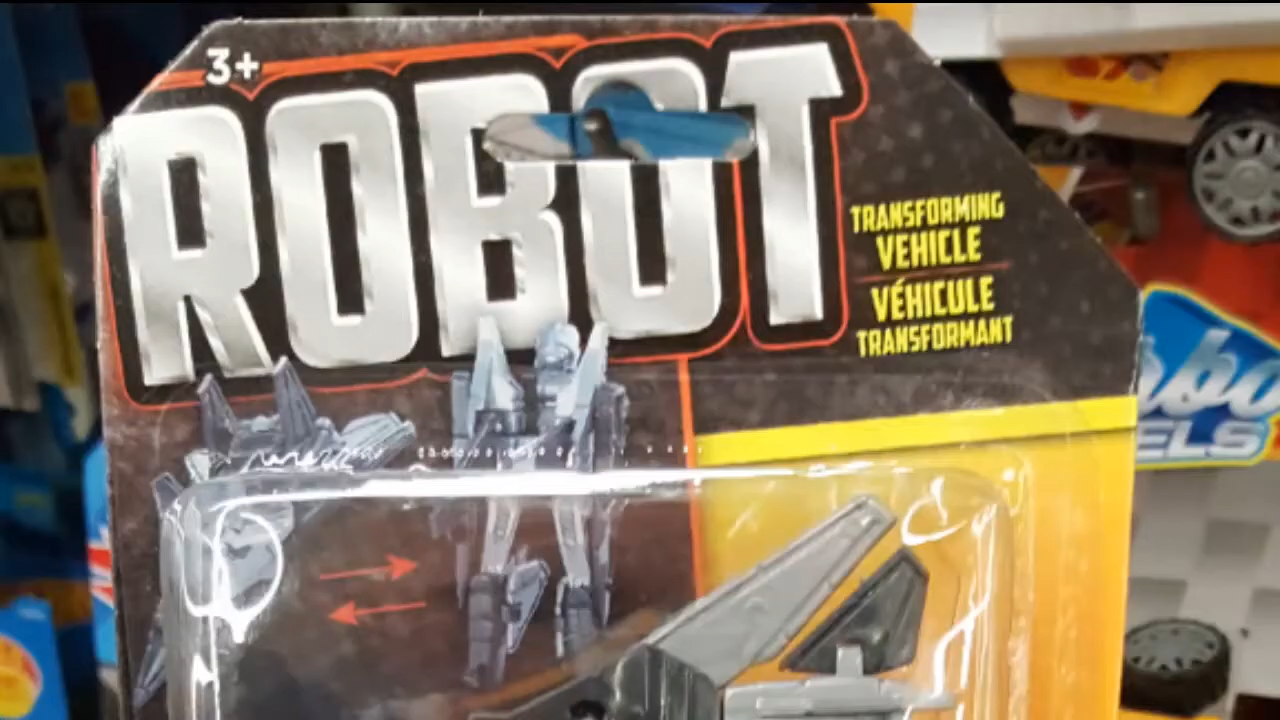 3+
ROBOT
TRANSFORMING
VEHICLE
VÉHICULE
TRANSFORMANT